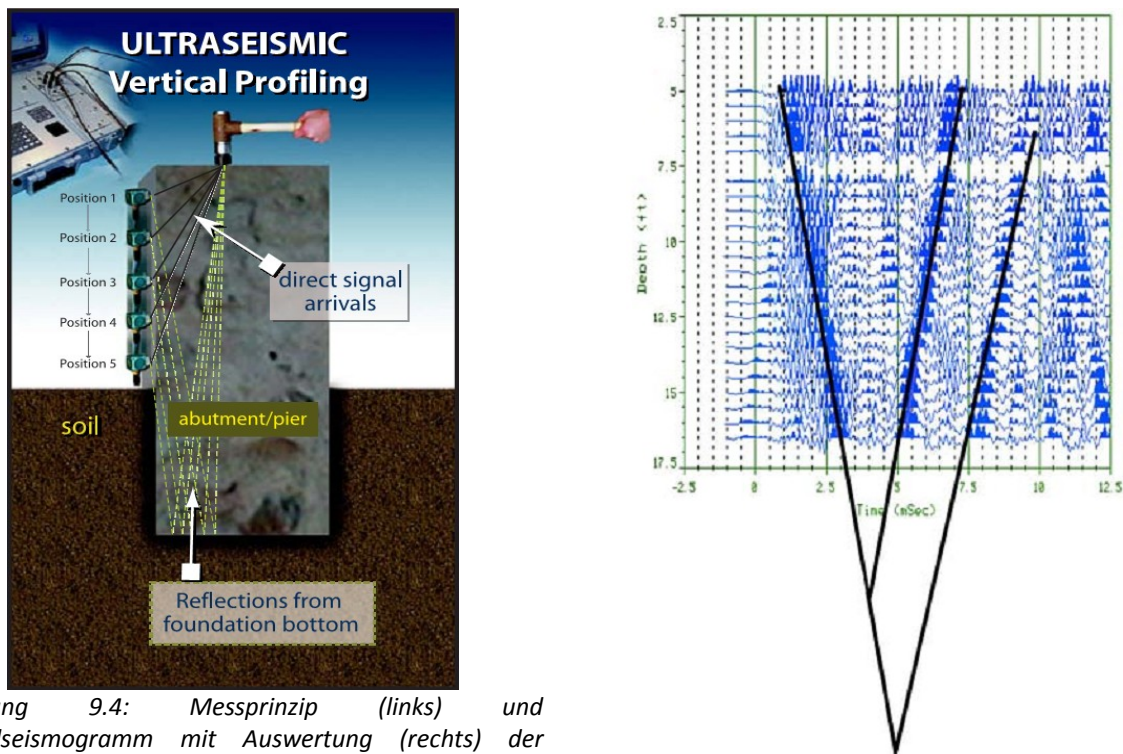 ULTRASEISMIC
Vertical Profiling
Position 1
Position 2
Position 3
Position 4
Position 5
direct signal
arrivals
soil
abutment/pier
Reflections from
foundation bottom
9.4: Messprinzip (links) und
mit Auswertung (rechts) der
2.5
5
7.5
10
12.5
15
17.5
Depth (ft)
-2.5 0 2.5 5 7.5 10 12.5
Time (mSec)